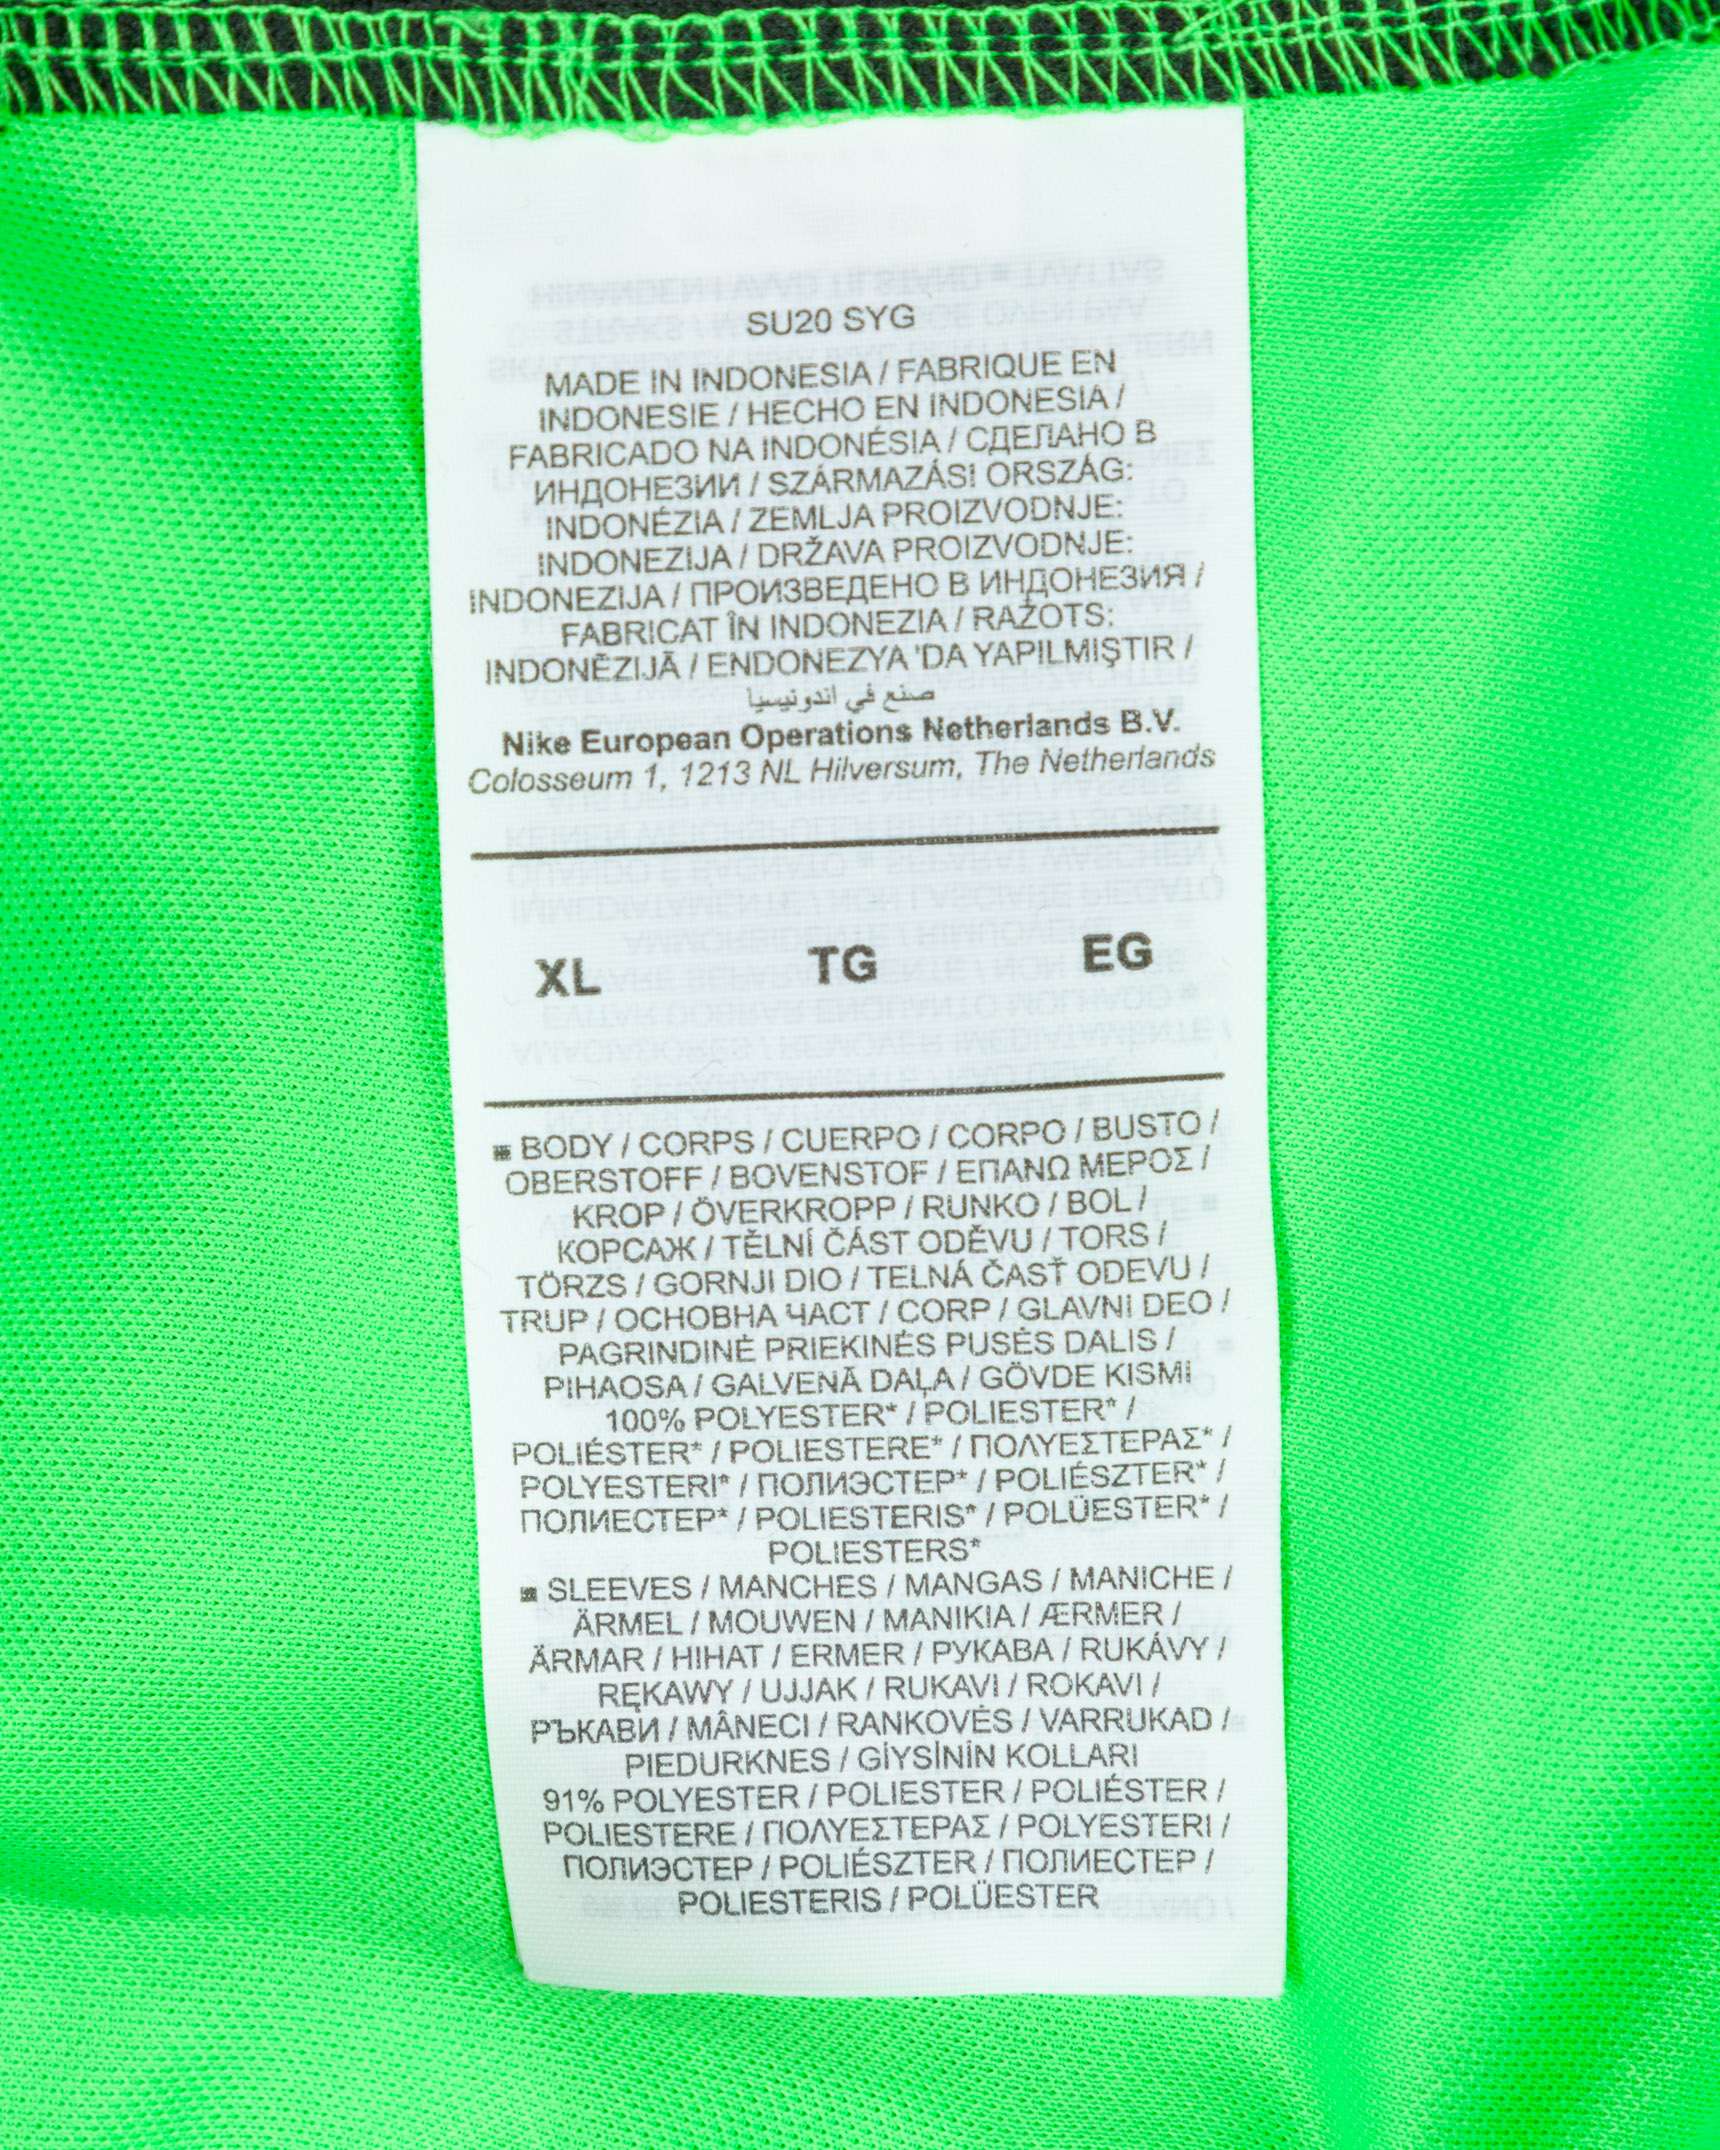 SU20 SYG
MADE IN INDONESIA / FABRIQUE EN
INDONESIE / HECHO EN INDONESIA /
FABRICADO NA INDONÉSIA / СДЕЛАНО В
ИНДОНЕЗИИ / SZÁRMAZÁSI ORSZÁG:
INDONÉZIA / ZEMLJA PROIZVODNJE:
INDONEZIJA / DRŽAVA PROIZVODNJE:
INDONEZIJA / ПРОИЗВЕДЕНО В ИНДОНЕЗИЯ /
FABRICAT ÎN INDONEZIA / RAŽOTS:
INDONĒZIJĀ / ENDONEZYA 'DA YAPILMIŞTIR /
صنع في اندونيسيا
Nike European Operations Netherlands B.V.
Colosseum 1, 1213 NL Hilversum, The Netherlands
XL TG EG
■ BODY / CORPS / CUERPO / CORPO / BUSTO /
OBERSTOFF / BOVENSTOF / ΕΠΑΝΩ ΜΕΡΟΣ /
KROP / ÖVERKROPP / RUNKO / BOL /
КОРСАЖ / TĚLNÍ ČÁST ODĚVU / TORS /
TÖRZS / GORNJI DIO / TELNÁ ČASŤ ODEVU /
TRUP / ОСНОВНА ЧАСТ / CORP / GLAVNI DEO /
PAGRINDINĖ PRIEKINĖS PUSĖS DALIS /
PIHAOSA / GALVENĀ DAĻA / GÖVDE KISMI
100% POLYESTER* / POLIESTER* /
POLIÉSTER* / POLIESTERE* / ΠΟΛΥΕΣΤΕΡΑΣ* /
POLYESTERI* / ПОЛИЭСТЕР* / POLIÉSZTER* /
ПОЛИЕСТЕР* / POLIESTERIS* / POLÜESTER* /
POLIESTERS*
■ SLEEVES / MANCHES / MANGAS / MANICHE /
ÄRMEL / MOUWEN / MANIKIA / ÆRMER /
ÄRMAR / HIHAT / ERMER / РУКАВА / RUKÁVY /
RĘKAWY / UJJAK / RUKAVI / ROKAVI /
РЪКАВИ / MÂNECI / RANKOVĖS / VARRUKAD /
PIEDURKNES / GİYSİNİN KOLLARI
91% POLYESTER / POLIESTER / POLIÉSTER /
POLIESTERE / ΠΟΛΥΕΣΤΕΡΑΣ / POLYESTERI /
ПОЛИЭСТЕР / POLIÉSZTER / ПОЛИЕСТЕР /
POLIESTERIS / POLÜESTER